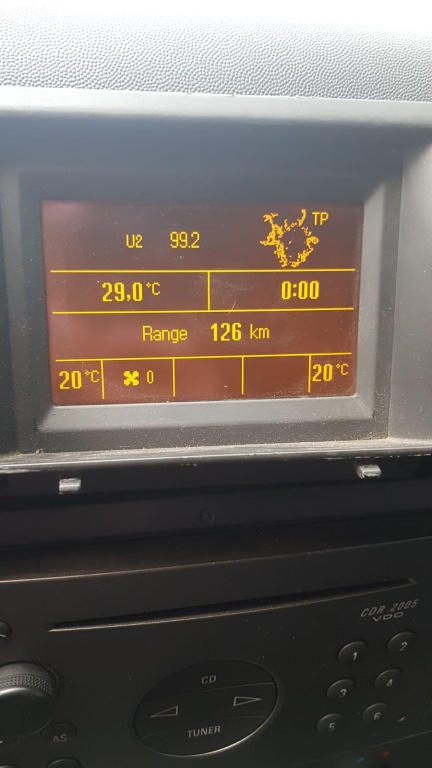 TP
U2 99.2
29,0 °C 0:00
Range 126 km
20 °C 0 20 °C
CDR 2005
VDO
CD
1 2
3 4
TUNER
5 6
AS